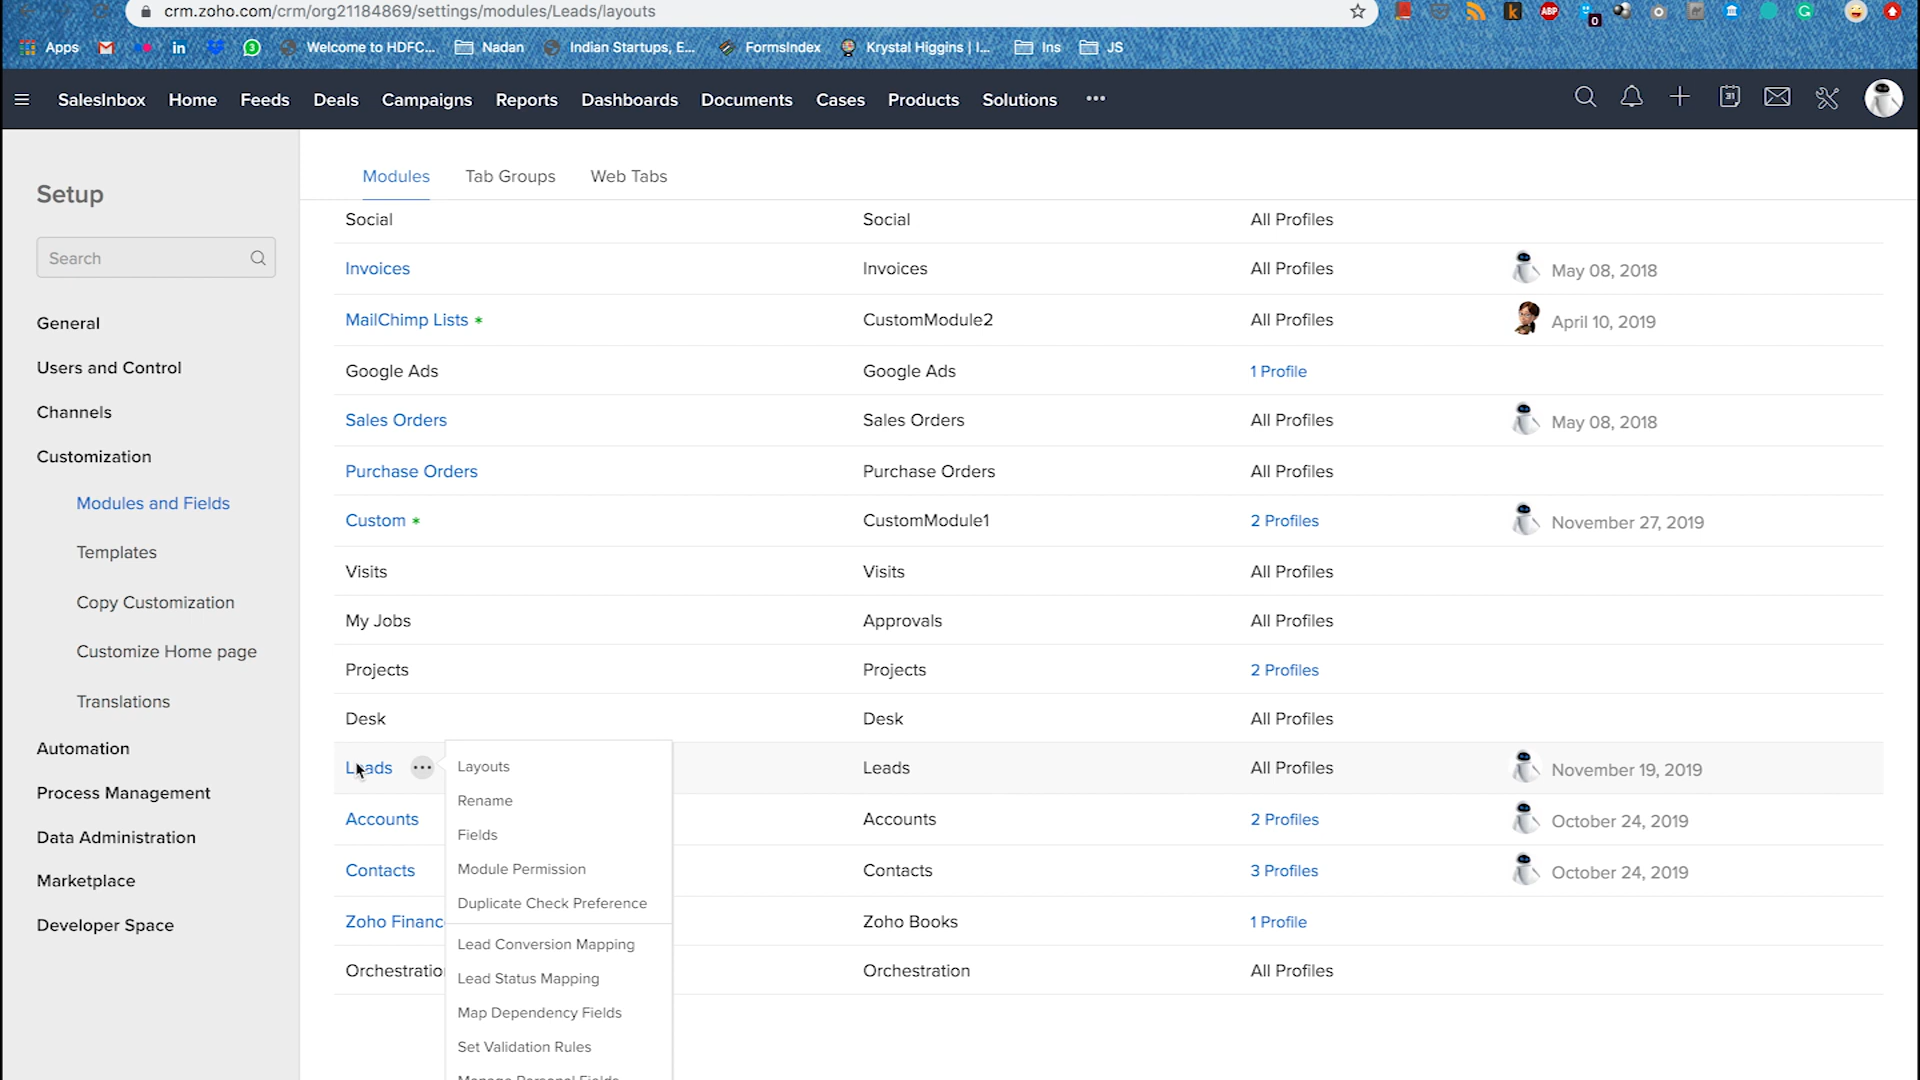 crm.zoho.com/crm/org21184869/settings/modules/Leads/layouts
ABP
0
Apps
3
Welcome to HDFC...
Nadan
Indian Startups, E...
FormsIndex
Krystal Higgins | I...
Ins
JS
SalesInbox Home Feeds Deals Campaigns Reports Dashboards Documents Cases Products Solutions
31
Setup
Search
General
Users and Control
Channels
Customization
Modules and Fields
Templates
Copy Customization
Customize Home page
Translations
Automation
Process Management
Data Administration
Marketplace
Developer Space
Modules Tab Groups Web Tabs
Social Social All Profiles
Invoices Invoices All Profiles May 08, 2018
MailChimp Lists * CustomModule2 All Profiles April 10, 2019
Google Ads Google Ads 1 Profile
Sales Orders Sales Orders All Profiles May 08, 2018
Purchase Orders Purchase Orders All Profiles
Custom * CustomModule1 2 Profiles November 27, 2019
Visits Visits All Profiles
My Jobs Approvals All Profiles
Projects Projects 2 Profiles
Desk Desk All Profiles
Leads Leads All Profiles November 19, 2019
Accounts Accounts 2 Profiles October 24, 2019
Contacts Contacts 3 Profiles October 24, 2019
Zoho Financ Zoho Books 1 Profile
Orchestratio Orchestration All Profiles
Layouts
Rename
Fields
Module Permission
Duplicate Check Preference
Lead Conversion Mapping
Lead Status Mapping
Map Dependency Fields
Set Validation Rules
Manage Personal Fields